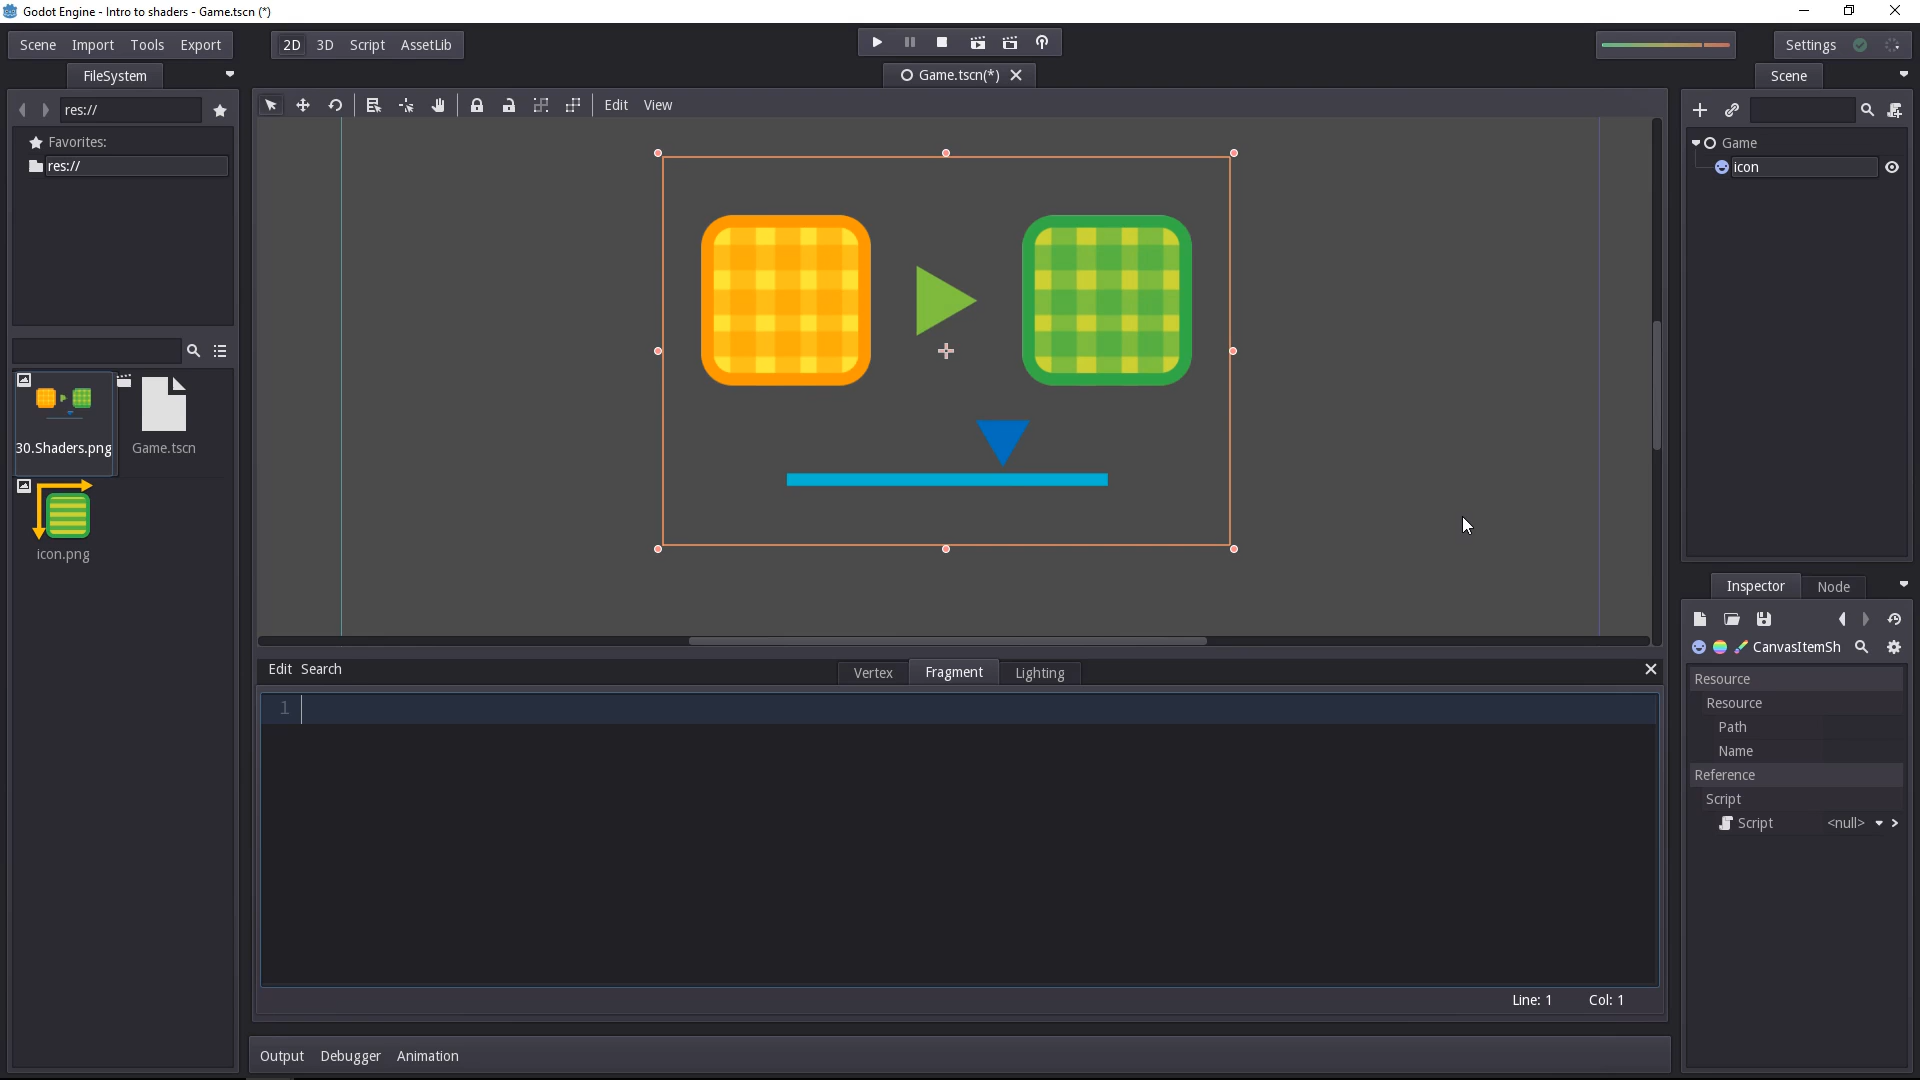 Godot Engine - Intro to shaders - Game.tscn (*)
Scene Import Tools Export
2D 3D Script AssetLib
Settings
FileSystem
Game.tscn(*)
Scene
res://
Edit View
Favorites:
res://
Game
icon
30.Shaders.png
Game.tscn
icon.png
Inspector Node
CanvasItemSh
Edit Search
Vertex Fragment Lighting
1
Resource
Resource
Path
Name
Reference
Script
Script <null>
Line: 1 Col: 1
Output Debugger Animation